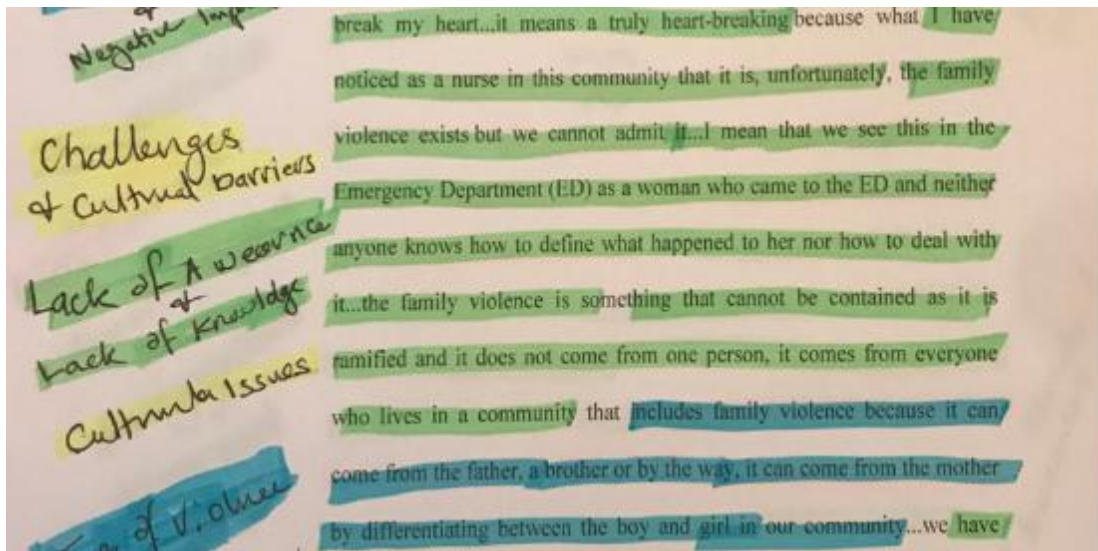 &
Negative Imp
Challenges
& Cultural barriers
Lack of Awearnce
&
Lack of Knowldge
Cultrula Issues
of Violnce
break my heart...it means a truly heart-breaking because what I have
noticed as a nurse in this community that it is, unfortunately, the family
violence exists but we cannot admit it...I mean that we see this in the
Emergency Department (ED) as a woman who came to the ED and neither
anyone knows how to define what happened to her nor how to deal with
it...the family violence is something that cannot be contained as it is
ramified and it does not come from one person, it comes from everyone
who lives in a community that includes family violence because it can
come from the father, a brother or by the way, it can come from the mother
by differentiating between the boy and girl in our community...we have